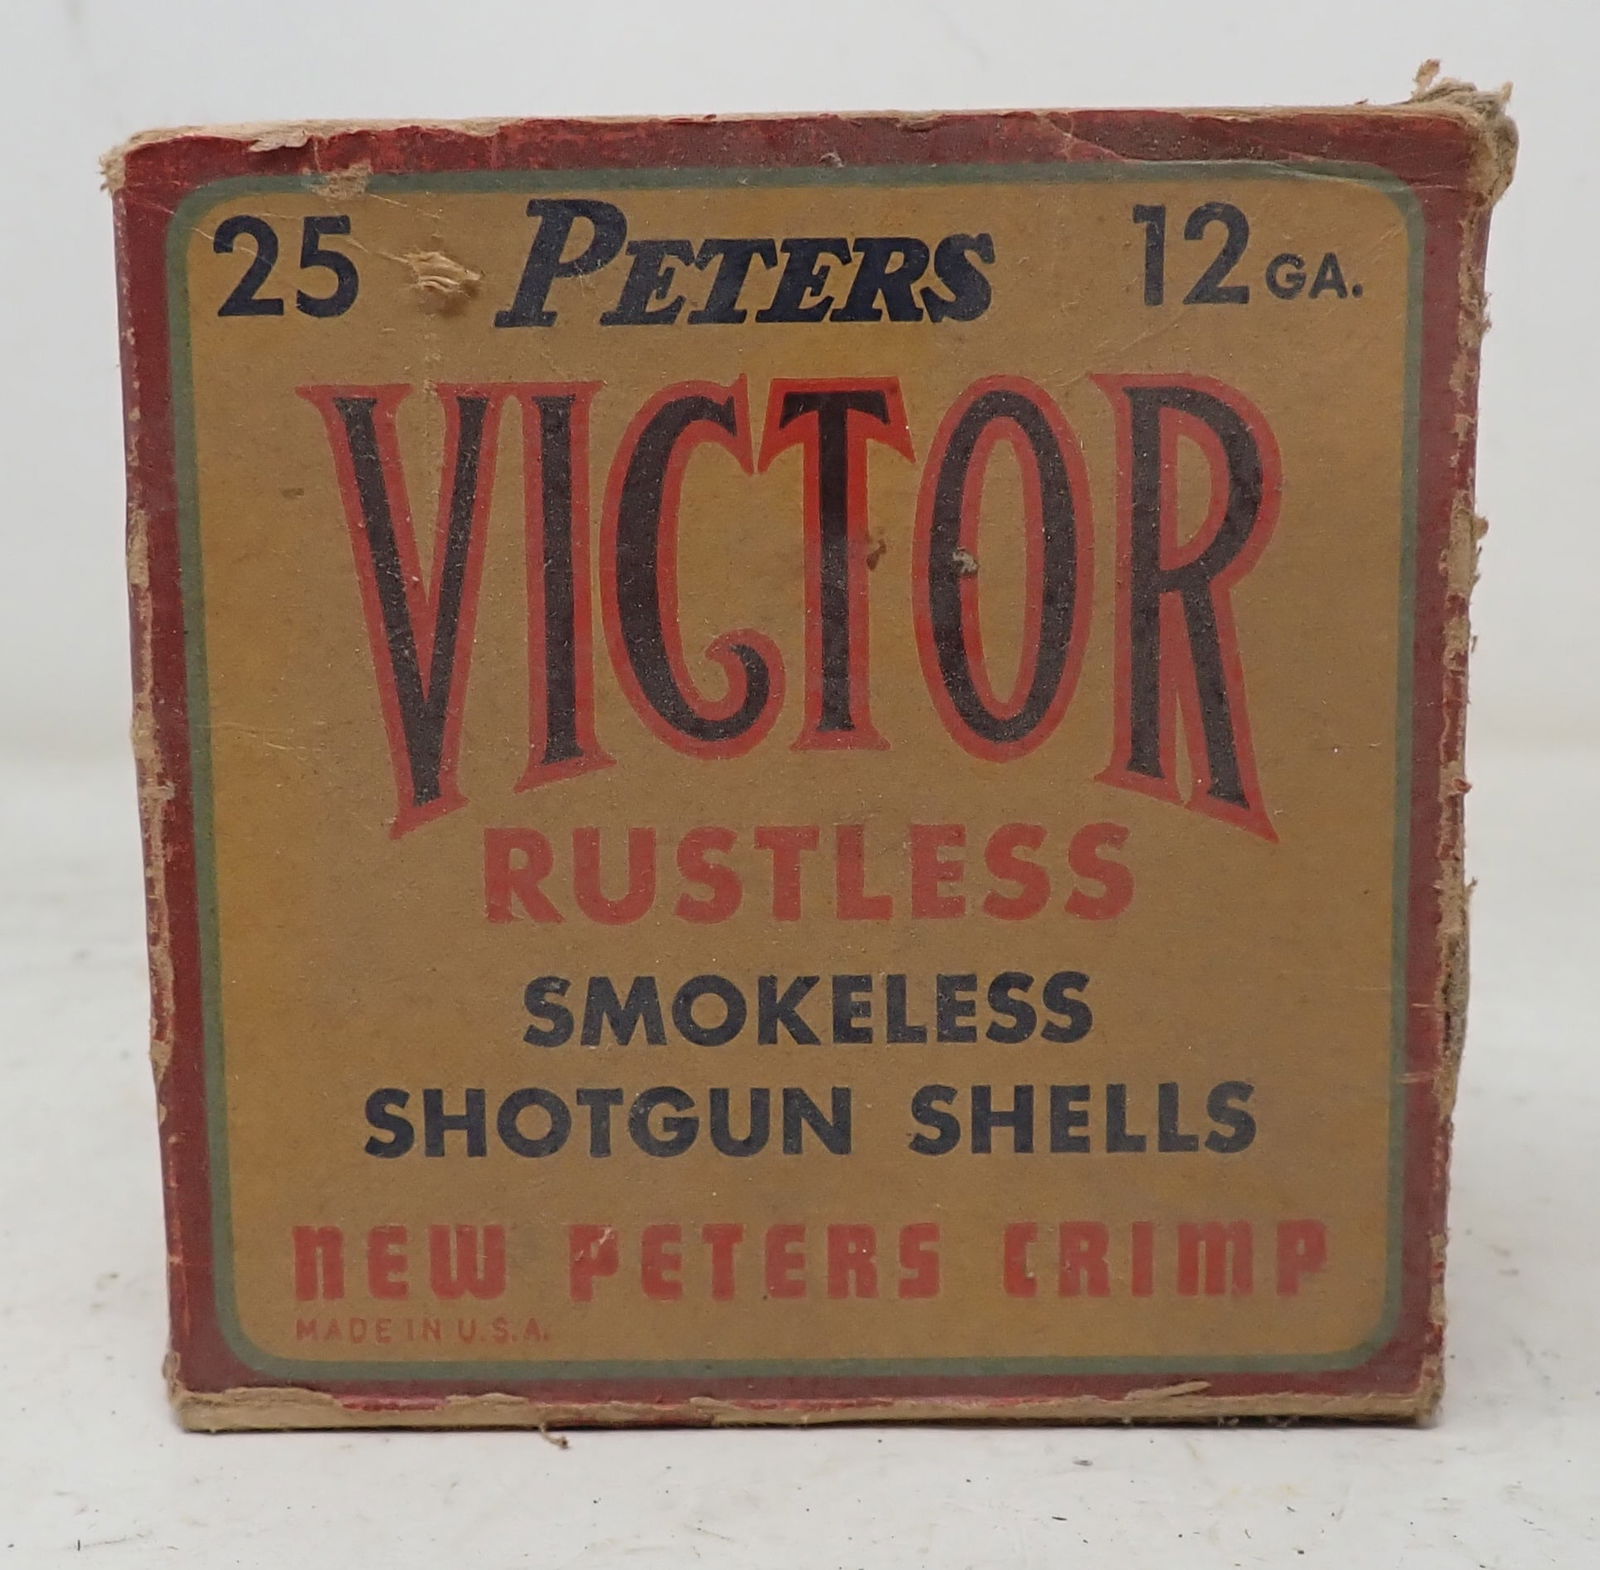 25 PETERS 12 GA.
VICTOR
RUSTLESS
SMOKELESS
SHOTGUN SHELLS
NEW PETERS CRIMP
MADE IN U.S.A.